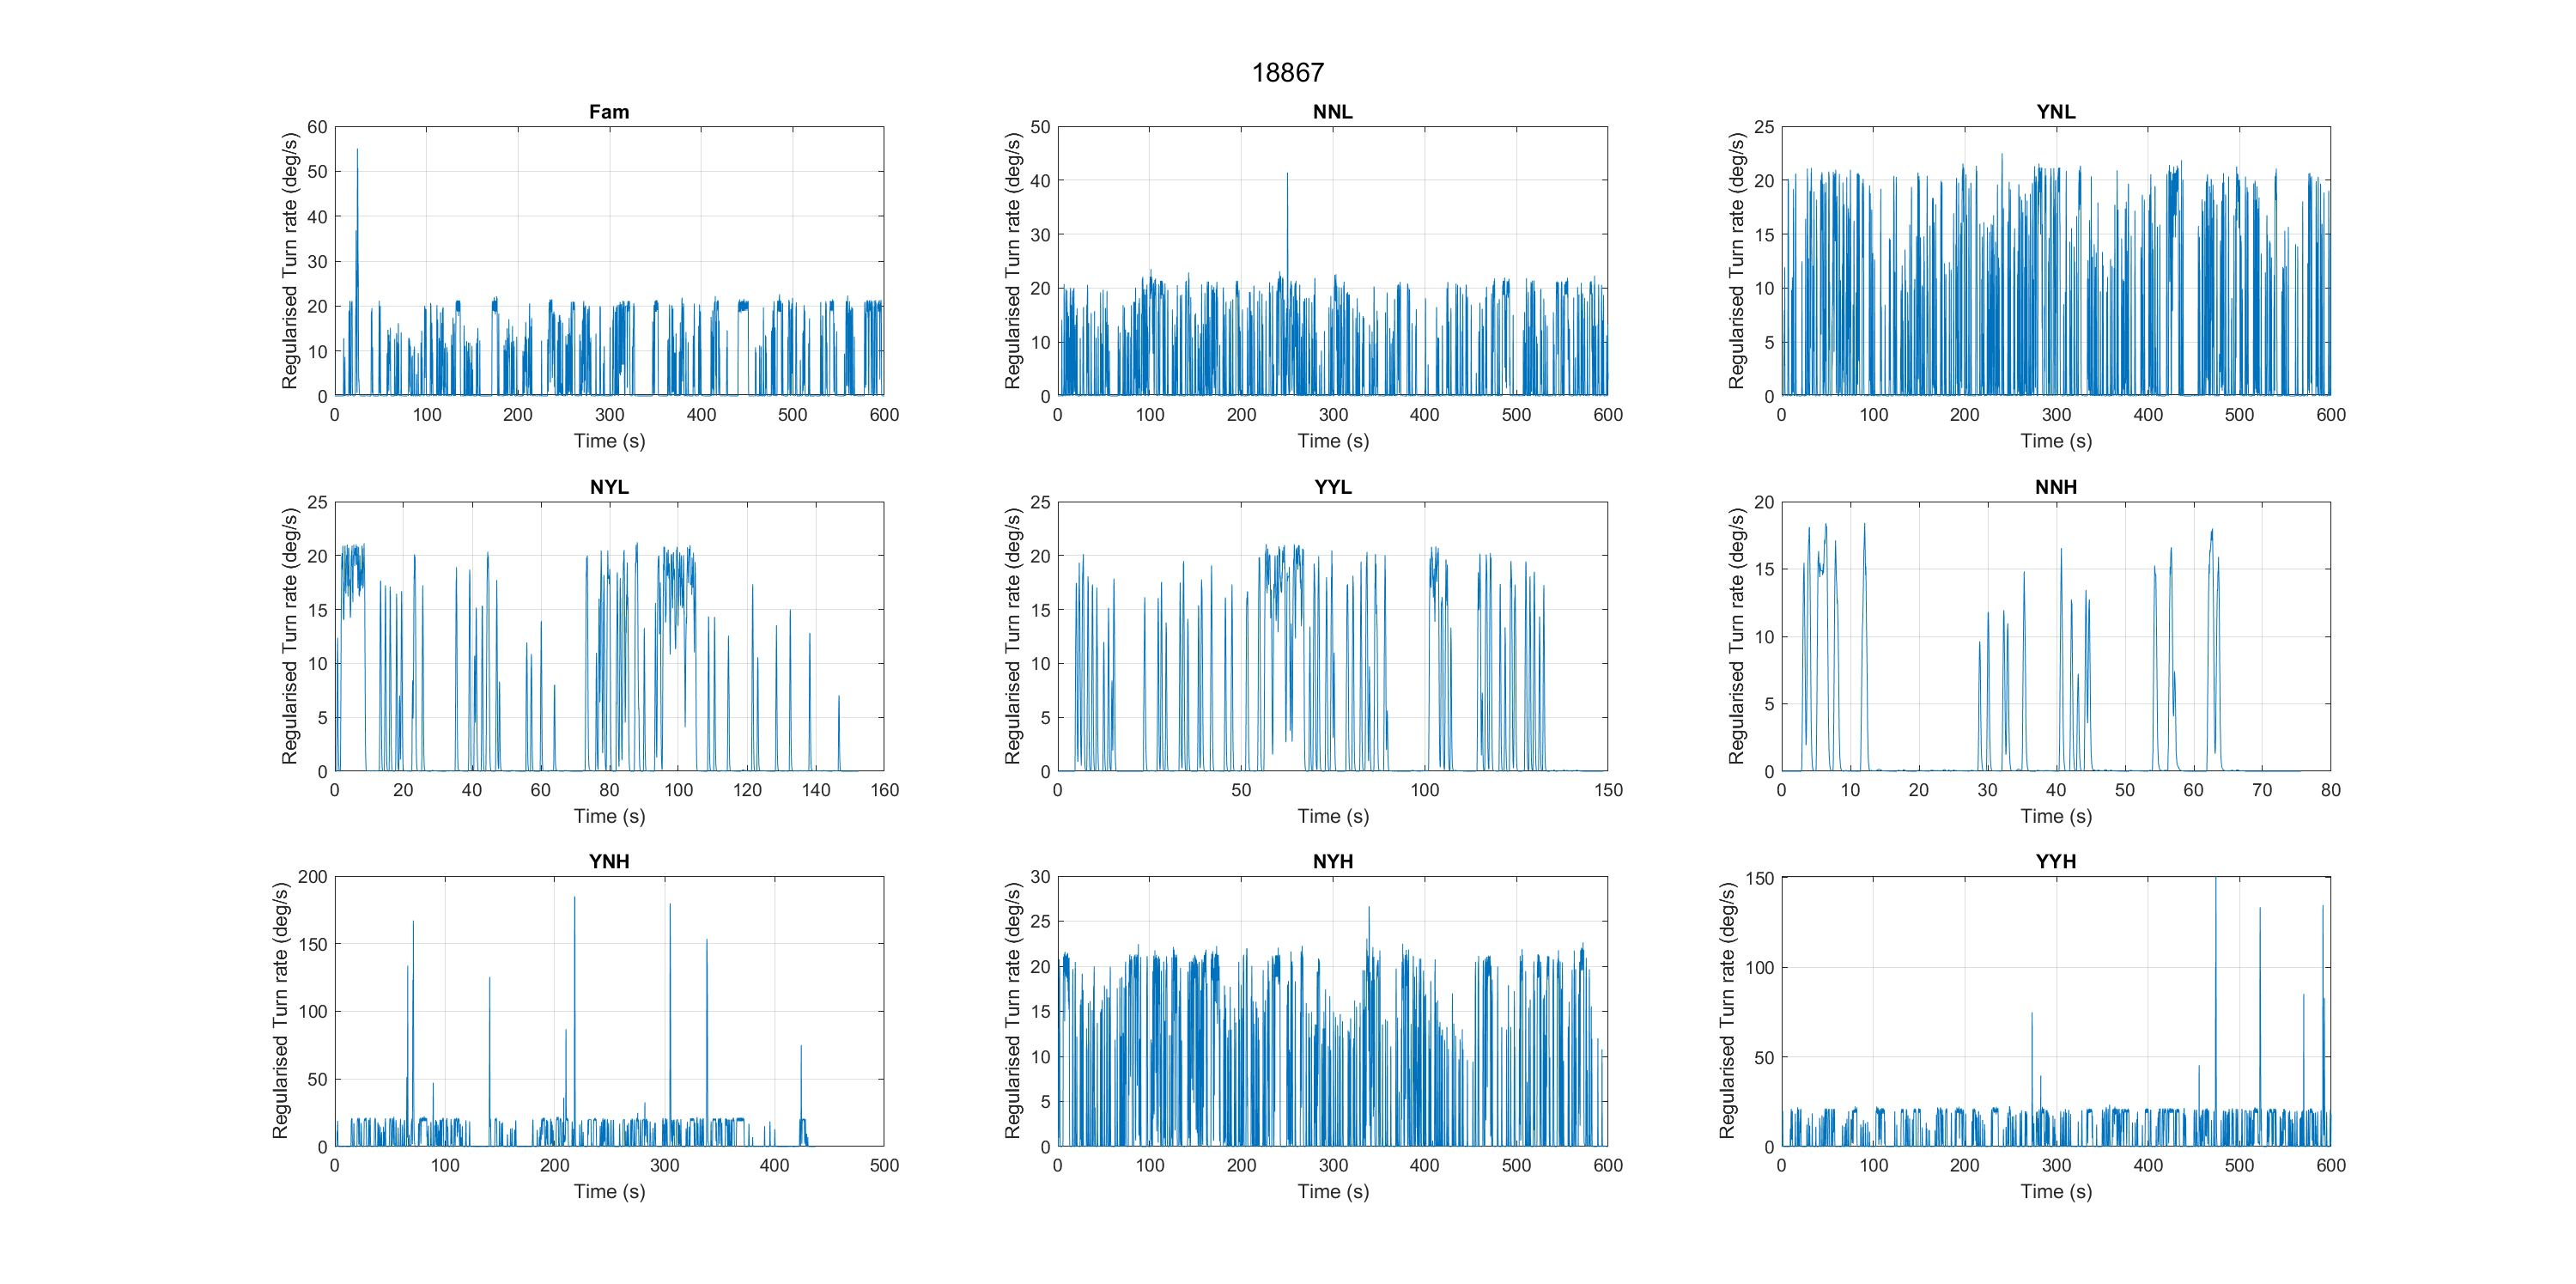 18867
Fam
Regularised Turn rate (deg/s)
60
50
40
30
20
10
0
0 100 200 300 400 500 600
Time (s)
NNL
Regularised Turn rate (deg/s)
50
40
30
20
10
0
0 100 200 300 400 500 600
Time (s)
YNL
Regularised Turn rate (deg/s)
25
20
15
10
5
0
0 100 200 300 400 500 600
Time (s)
NYL
Regularised Turn rate (deg/s)
25
20
15
10
5
0
0 20 40 60 80 100 120 140 160
Time (s)
YYL
Regularised Turn rate (deg/s)
25
20
15
10
5
0
0 50 100 150
Time (s)
NNH
Regularised Turn rate (deg/s)
20
15
10
5
0
0 10 20 30 40 50 60 70 80
Time (s)
YNH
Regularised Turn rate (deg/s)
200
150
100
50
0
0 100 200 300 400 500
Time (s)
NYH
Regularised Turn rate (deg/s)
30
25
20
15
10
5
0
0 100 200 300 400 500 600
Time (s)
YYH
Regularised Turn rate (deg/s)
150
100
50
0
0 100 200 300 400 500 600
Time (s)